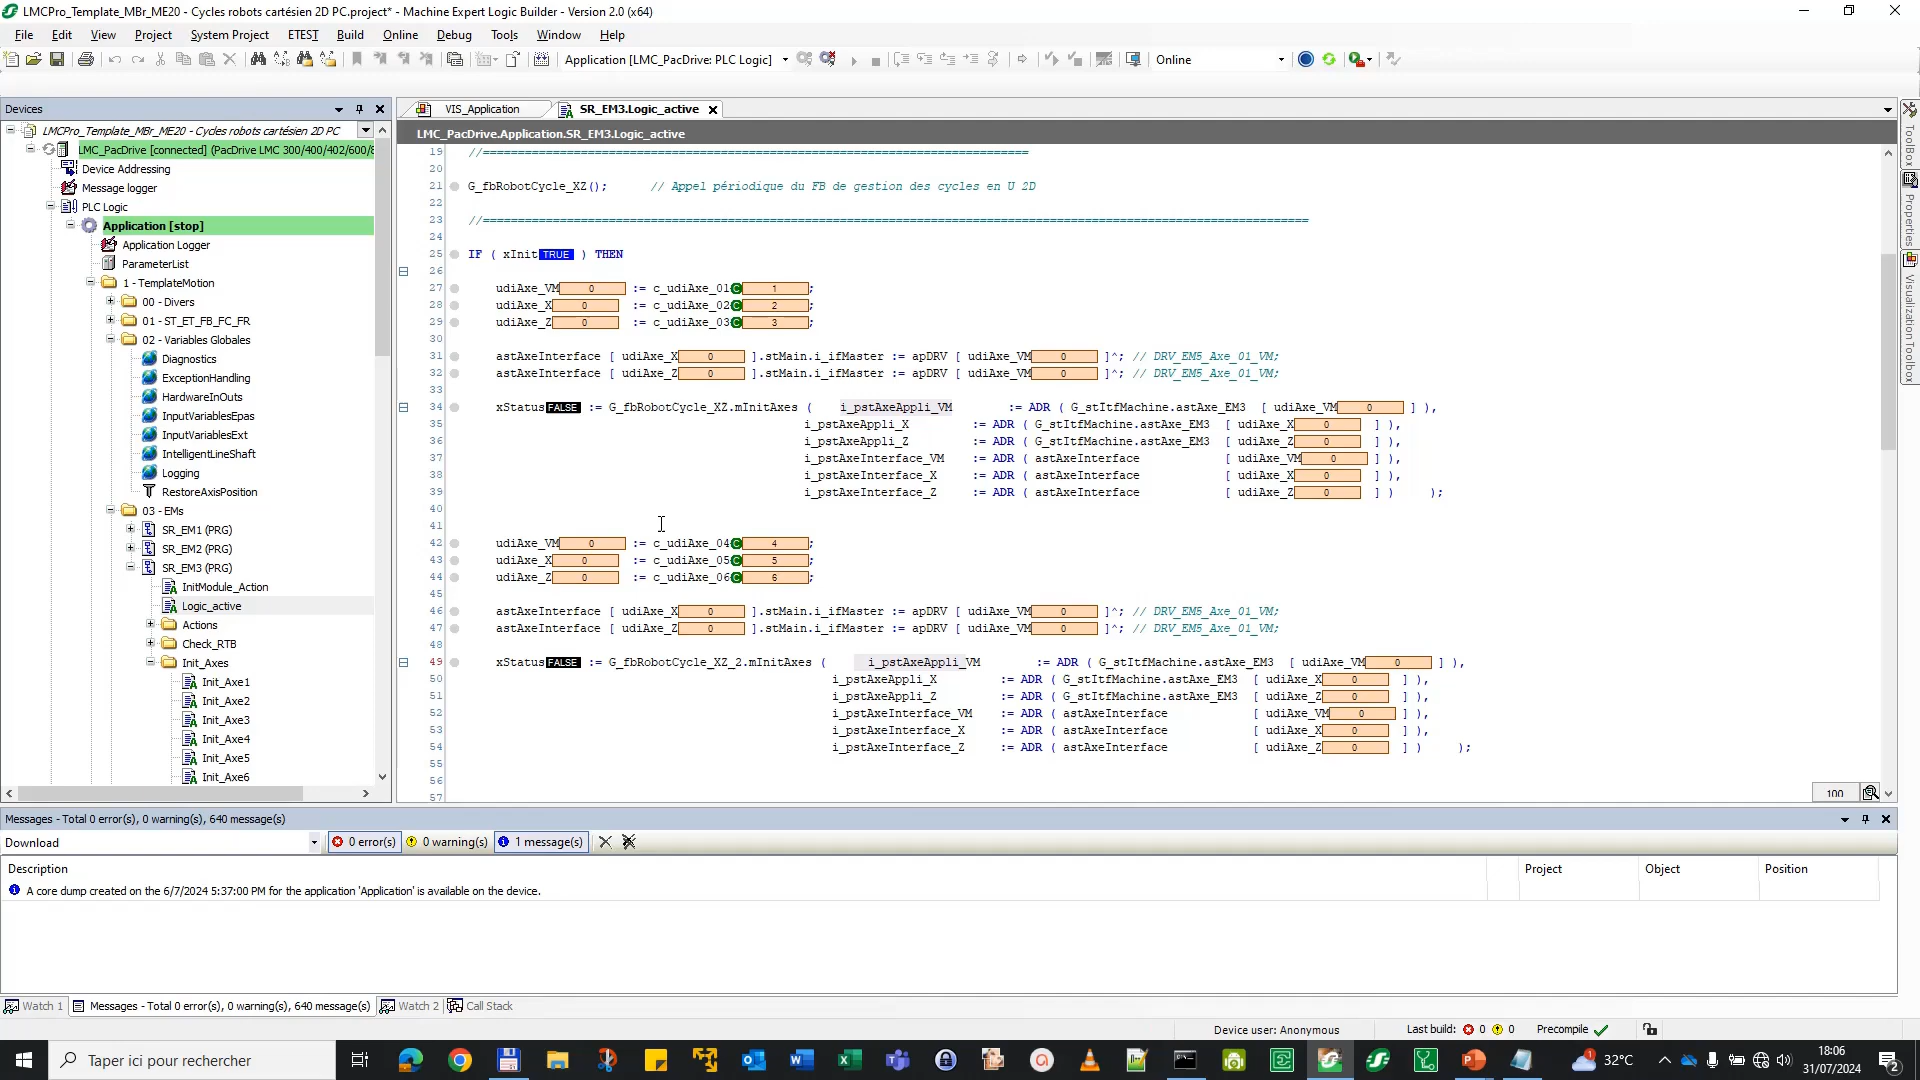 LMCPro_Template_MBr_ME20 - Cycles robots cartésien 2D PC.project* - Machine Expert Logic Builder - Version 2.0 (x64)
File Edit View Project System Project ETEST Build Online Debug Tools Window Help
Application [LMC_PacDrive: PLC Logic] Online
Devices
LMCPro_Template_MBr_ME20 - Cycles robots cartésien 2D PC
LMC_PacDrive [connected] (PacDrive LMC 300/400/402/600/8
Device Addressing
Message logger
PLC Logic
Application [stop]
Application Logger
ParameterList
1 - TemplateMotion
00 - Divers
01 - ST_ET_FB_FC_FR
02 - Variables Globales
Diagnostics
ExceptionHandling
HardwareInOuts
InputVariablesEpas
InputVariablesExt
IntelligentLineShaft
Logging
RestoreAxisPosition
03 - EMs
SR_EM1 (PRG)
SR_EM2 (PRG)
SR_EM3 (PRG)
InitModule_Action
Logic_active
Actions
Check_RTB
Init_Axes
Init_Axe1
Init_Axe2
Init_Axe3
Init_Axe4
Init_Axe5
Init_Axe6
VIS_Application SR_EM3.Logic_active
LMC_PacDrive.Application.SR_EM3.Logic_active
19 //==============================================================================
20
21 G_fbRobotCycle_XZ(); // Appel périodique du FB de gestion des cycles en U 2D
22
23 //======================================================================================================================
24
25 IF ( xInit TRUE ) THEN
26
27 udiAxe_VM 0 := c_udiAxe_01 C 1 ;
28 udiAxe_X 0 := c_udiAxe_02 C 2 ;
29 udiAxe_Z 0 := c_udiAxe_03 C 3 ;
30
31 astAxeInterface [ udiAxe_X 0 ].stMain.i_ifMaster := apDRV [ udiAxe_VM 0 ]^; // DRV_EM5_Axe_01_VM;
32 astAxeInterface [ udiAxe_Z 0 ].stMain.i_ifMaster := apDRV [ udiAxe_VM 0 ]^; // DRV_EM5_Axe_01_VM;
33
34 xStatus FALSE := G_fbRobotCycle_XZ.mInitAxes ( i_pstAxeAppli_VM := ADR ( G_stItfMachine.astAxe_EM3 [ udiAxe_VM 0 ] ),
35 i_pstAxeAppli_X := ADR ( G_stItfMachine.astAxe_EM3 [ udiAxe_X 0 ] ),
36 i_pstAxeAppli_Z := ADR ( G_stItfMachine.astAxe_EM3 [ udiAxe_Z 0 ] ),
37 i_pstAxeInterface_VM := ADR ( astAxeInterface [ udiAxe_VM 0 ] ),
38 i_pstAxeInterface_X := ADR ( astAxeInterface [ udiAxe_X 0 ] ),
39 i_pstAxeInterface_Z := ADR ( astAxeInterface [ udiAxe_Z 0 ] ) );
40
41
42 udiAxe_VM 0 := c_udiAxe_04 C 4 ;
43 udiAxe_X 0 := c_udiAxe_05 C 5 ;
44 udiAxe_Z 0 := c_udiAxe_06 C 6 ;
45
46 astAxeInterface [ udiAxe_X 0 ].stMain.i_ifMaster := apDRV [ udiAxe_VM 0 ]^; // DRV_EM5_Axe_01_VM;
47 astAxeInterface [ udiAxe_Z 0 ].stMain.i_ifMaster := apDRV [ udiAxe_VM 0 ]^; // DRV_EM5_Axe_01_VM;
48
49 xStatus FALSE := G_fbRobotCycle_XZ_2.mInitAxes ( i_pstAxeAppli_VM := ADR ( G_stItfMachine.astAxe_EM3 [ udiAxe_VM 0 ] ),
50 i_pstAxeAppli_X := ADR ( G_stItfMachine.astAxe_EM3 [ udiAxe_X 0 ] ),
51 i_pstAxeAppli_Z := ADR ( G_stItfMachine.astAxe_EM3 [ udiAxe_Z 0 ] ),
52 i_pstAxeInterface_VM := ADR ( astAxeInterface [ udiAxe_VM 0 ] ),
53 i_pstAxeInterface_X := ADR ( astAxeInterface [ udiAxe_X 0 ] ),
54 i_pstAxeInterface_Z := ADR ( astAxeInterface [ udiAxe_Z 0 ] ) );
55
56
57
100
ToolBox
Properties
Visualization Toolbox
Messages - Total 0 error(s), 0 warning(s), 640 message(s)
Download 0 error(s) 0 warning(s) 1 message(s)
Description Project Object Position
A core dump created on the 6/7/2024 5:37:00 PM for the application 'Application' is available on the device.
Watch 1 Messages - Total 0 error(s), 0 warning(s), 640 message(s) Watch 2 Call Stack
Device user: Anonymous Last build: 0 0 Precompile
Taper ici pour rechercher
32°C
18:06
31/07/2024
2